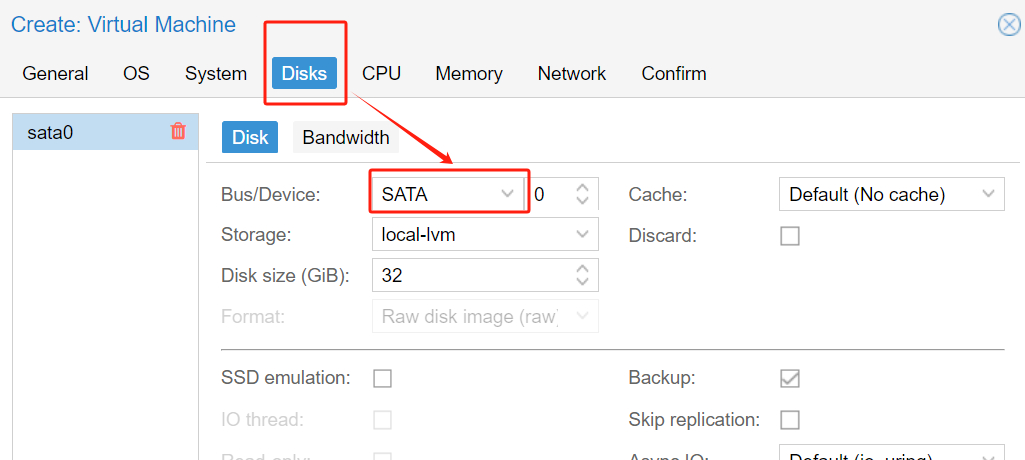 Create: Virtual Machine
General OS System Disks CPU Memory Network Confirm
sata0
Disk Bandwidth
Bus/Device: SATA 0 Cache: Default (No cache)
Storage: local-lvm Discard:
Disk size (GiB): 32
Format: Raw disk image (raw)
SSD emulation: Backup:
IO thread: Skip replication:
Read-only: Async IO: Default (io_uring)